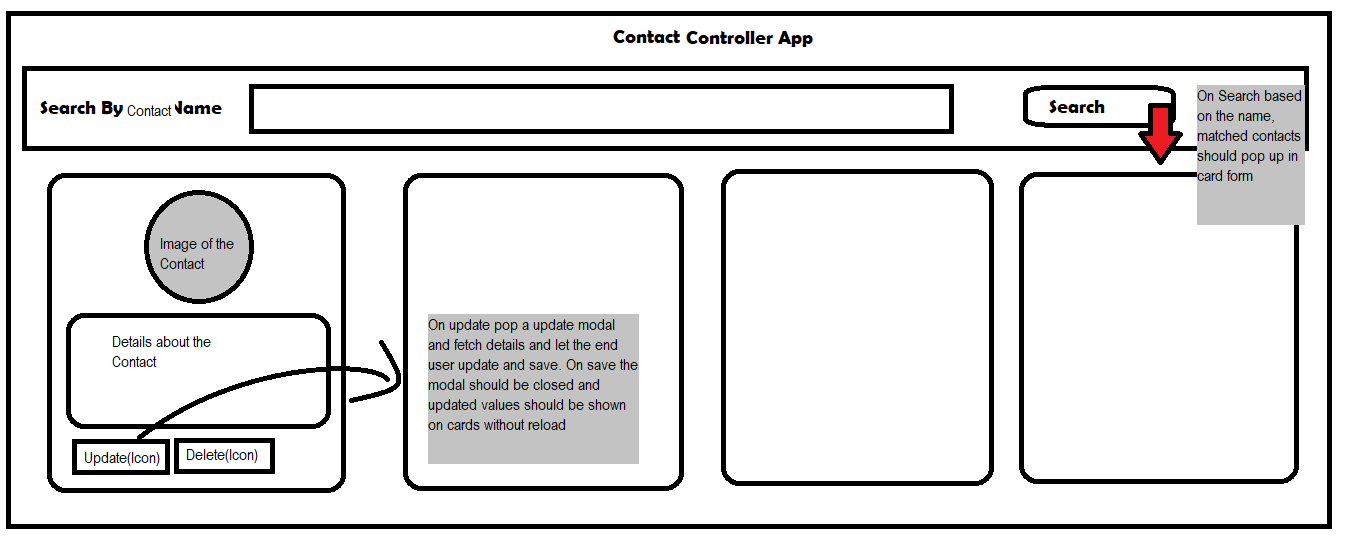 Contact Controller App
Search By Contact Name
Search
On Search based
on the name,
matched contacts
should pop up in
card form
Image of the
Contact
Details about the
Contact
Update(Icon)
Delete(Icon)
On update pop a update modal
and fetch details and let the end
user update and save. On save the
modal should be closed and
updated values should be shown
on cards without reload